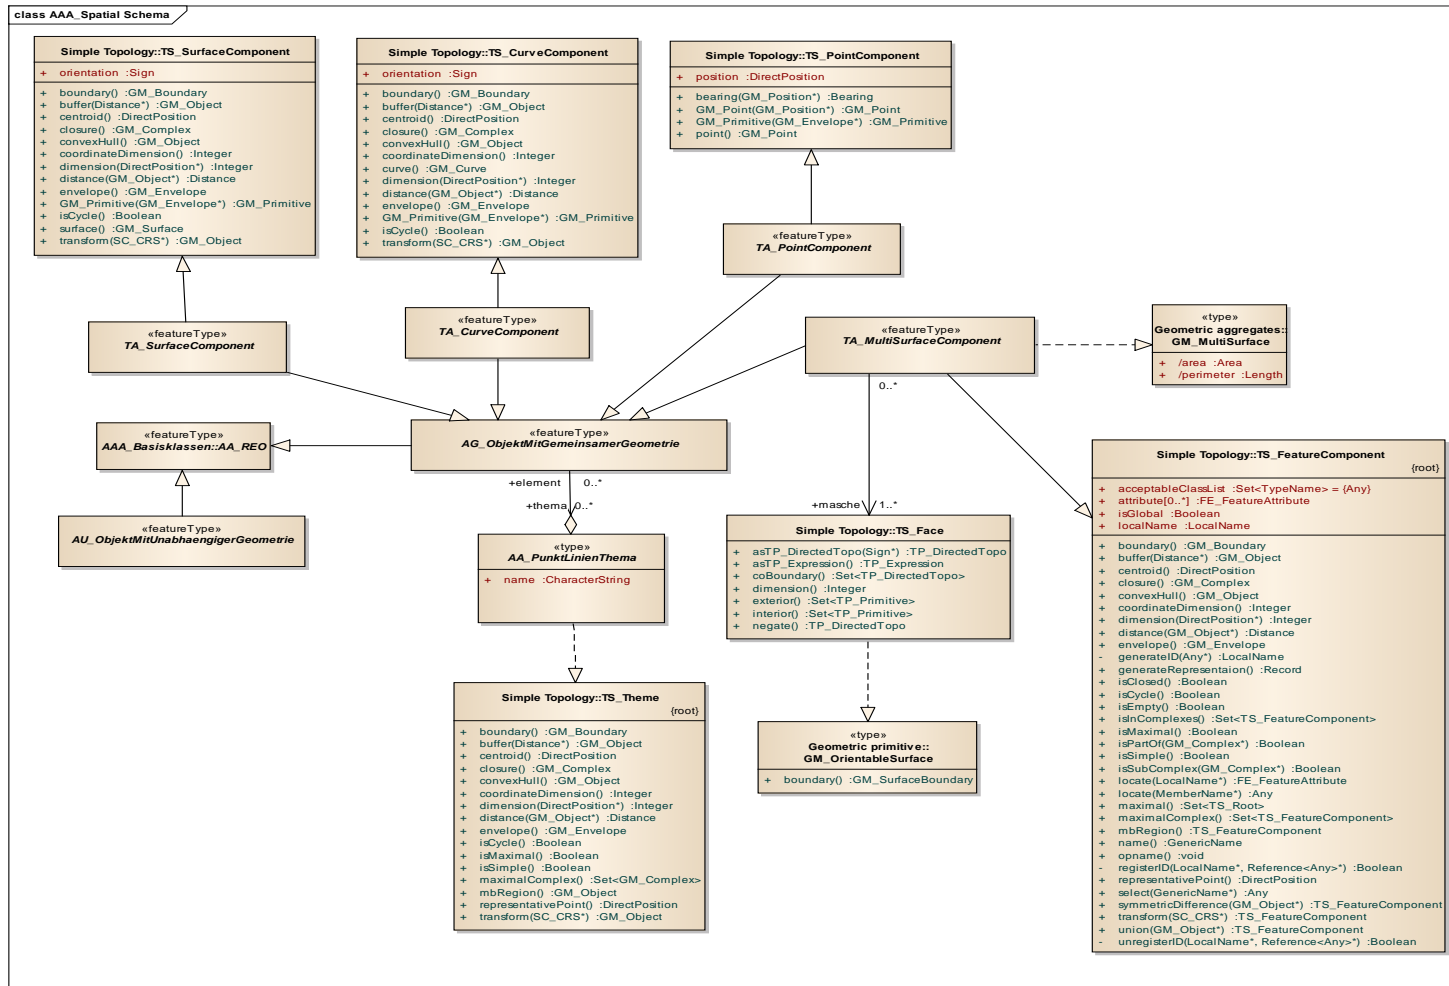 class AAA_Spatial Schema
Simple Topology::TS_SurfaceComponent
+ orientation :Sign
+ boundary() :GM_Boundary
+ buffer(Distance*) :GM_Object
+ centroid() :DirectPosition
+ closure() :GM_Complex
+ convexHull() :GM_Object
+ coordinateDimension() :Integer
+ dimension(DirectPosition*) :Integer
+ distance(GM_Object*) :Distance
+ envelope() :GM_Envelope
+ GM_Primitive(GM_Envelope*) :GM_Primitive
+ isCycle() :Boolean
+ surface() :GM_Surface
+ transform(SC_CRS*) :GM_Object
Simple Topology::TS_CurveComponent
+ orientation :Sign
+ boundary() :GM_Boundary
+ buffer(Distance*) :GM_Object
+ centroid() :DirectPosition
+ closure() :GM_Complex
+ convexHull() :GM_Object
+ coordinateDimension() :Integer
+ curve() :GM_Curve
+ dimension(DirectPosition*) :Integer
+ distance(GM_Object*) :Distance
+ envelope() :GM_Envelope
+ GM_Primitive(GM_Envelope*) :GM_Primitive
+ isCycle() :Boolean
+ transform(SC_CRS*) :GM_Object
Simple Topology::TS_PointComponent
+ position :DirectPosition
+ bearing(GM_Position*) :Bearing
+ GM_Point(GM_Position*) :GM_Point
+ GM_Primitive(GM_Envelope*) :GM_Primitive
+ point() :GM_Point
«featureType»
TA_PointComponent
«featureType»
TA_SurfaceComponent
«featureType»
TA_CurveComponent
«featureType»
TA_MultiSurfaceComponent
«type»
Geometric aggregates::
GM_MultiSurface
+ /area :Area
+ /perimeter :Length
0..*
«featureType»
AAA_Basisklassen::AA_REO
«featureType»
AG_ObjektMitGemeinsamerGeometrie
+element 0..*
+thema 0..*
+masche 1..*
«featureType»
AU_ObjektMitUnabhaengigerGeometrie
«type»
AA_PunktLinienThema
+ name :CharacterString
Simple Topology::TS_Face
+ asTP_DirectedTopo(Sign*) :TP_DirectedTopo
+ asTP_Expression() :TP_Expression
+ coBoundary() :Set<TP_DirectedTopo>
+ dimension() :Integer
+ exterior() :Set<TP_Primitive>
+ interior() :Set<TP_Primitive>
+ negate() :TP_DirectedTopo
Simple Topology::TS_Theme
{root}
+ boundary() :GM_Boundary
+ buffer(Distance*) :GM_Object
+ centroid() :DirectPosition
+ closure() :GM_Complex
+ convexHull() :GM_Object
+ coordinateDimension() :Integer
+ dimension(DirectPosition*) :Integer
+ distance(GM_Object*) :Distance
+ envelope() :GM_Envelope
+ isCycle() :Boolean
+ isMaximal() :Boolean
+ isSimple() :Boolean
+ maximalComplex() :Set<GM_Complex>
+ mbRegion() :GM_Object
+ representativePoint() :DirectPosition
+ transform(SC_CRS*) :GM_Object
«type»
Geometric primitive::
GM_OrientableSurface
+ boundary() :GM_SurfaceBoundary
Simple Topology::TS_FeatureComponent
{root}
+ acceptableClassList :Set<TypeName> = {Any}
+ attribute[0..*] :FE_FeatureAttribute
+ isGlobal :Boolean
+ localName :LocalName
+ boundary() :GM_Boundary
+ buffer(Distance*) :GM_Object
+ centroid() :DirectPosition
+ closure() :GM_Complex
+ convexHull() :GM_Object
+ coordinateDimension() :Integer
+ dimension(DirectPosition*) :Integer
+ distance(GM_Object*) :Distance
+ envelope() :GM_Envelope
- generateID(Any*) :LocalName
+ generateRepresentaion() :Record
+ isClosed() :Boolean
+ isCycle() :Boolean
+ isEmpty() :Boolean
+ isInComplexes() :Set<TS_FeatureComponent>
+ isMaximal() :Boolean
+ isPartOf(GM_Complex*) :Boolean
+ isSimple() :Boolean
+ isSubComplex(GM_Complex*) :Boolean
+ locate(LocalName*) :FE_FeatureAttribute
+ locate(MemberName*) :Any
+ maximal() :Set<TS_Root>
+ maximalComplex() :Set<TS_FeatureComponent>
+ mbRegion() :TS_FeatureComponent
+ name() :GenericName
+ opname() :void
- registerID(LocalName*, Reference<Any>*) :Boolean
+ representativePoint() :DirectPosition
+ select(GenericName*) :Any
+ symmetricDifference(GM_Object*) :TS_FeatureComponent
+ transform(SC_CRS*) :TS_FeatureComponent
+ union(GM_Object*) :TS_FeatureComponent
- unregisterID(LocalName*, Reference<Any>*) :Boolean